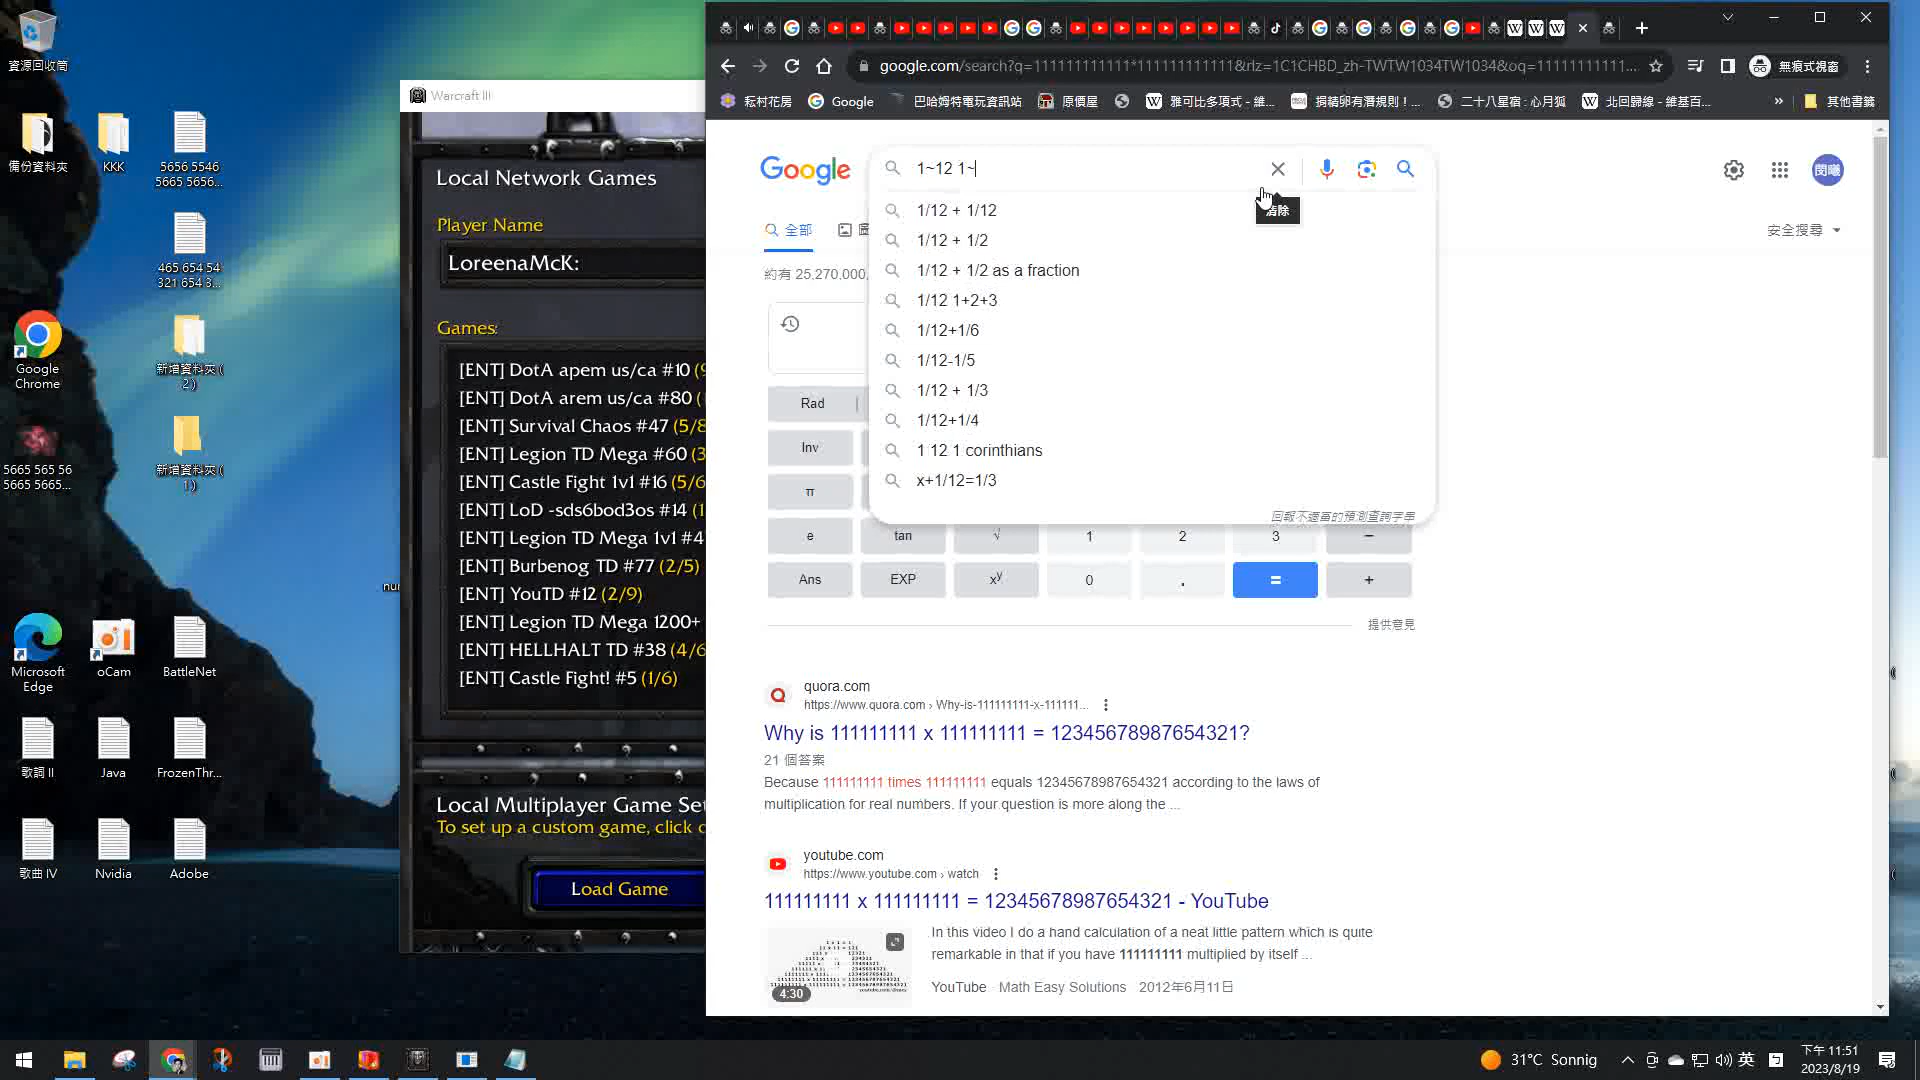 資源回收筒
備份資料夾
KKK
5656 5546
5665 5656...
465 654 54
321 654 3...
Google
Chrome
新增資料夾 (
2 )
5665 565 56
5665 5665...
新增資料夾 (
1 )
Microsoft
Edge
oCam
BattleNet
歌詞 II
Java
FrozenThr...
歌曲 IV
Nvidia
Adobe
Warcraft III
Local Network Games
Player Name
LoreenaMcK:
Games:
[ENT] DotA apem us/ca #10
[ENT] DotA arem us/ca #80 (
[ENT] Survival Chaos #47 (5/8
[ENT] Legion TD Mega #60 (3
[ENT] Castle Fight 1v1 #16 (5/6
[ENT] LoD -sds6bod3os #14 (1
[ENT] Legion TD Mega 1v1 #4
[ENT] Burbenog TD #77 (2/5)
[ENT] YouTD #12 (2/9)
[ENT] Legion TD Mega 1200+
[ENT] HELLHALT TD #38 (4/6
[ENT] Castle Fight! #5 (1/6)
Local Multiplayer Game Se
To set up a custom game, click
Load Game
google.com/search?q=111111111111*111111111111&rlz=1C1CHBD_zh-TWTW1034TW1034&oq=11111111111...
無痕式視窗
耘村花房
Google
巴哈姆特電玩資訊站
原價屋
雅可比多項式 - 維...
捐精卵有潛規則！...
二十八星宿 : 心月狐
北回歸線 - 維基百...
»
其他書籤
Google
1~12 1~
清除
閔曦
1/12 + 1/12
1/12 + 1/2
1/12 + 1/2 as a fraction
1/12 1+2+3
1/12+1/6
1/12-1/5
1/12 + 1/3
1/12+1/4
1 12 1 corinthians
x+1/12=1/3
回報不適當的預測查詢字串
全部
安全搜尋
約有 25,270,000,
Rad
Inv
π
e
tan
√
1
2
3
−
Ans
EXP
xy
0
.
=
+
提供意見
quora.com
https://www.quora.com › Why-is-111111111-x-111111...
Why is 111111111 x 111111111 = 12345678987654321?
21 個答案
Because 111111111 times 111111111 equals 12345678987654321 according to the laws of
multiplication for real numbers. If your question is more along the ...
youtube.com
https://www.youtube.com › watch
111111111 x 111111111 = 12345678987654321 - YouTube
In this video I do a hand calculation of a neat little pattern which is quite
remarkable in that if you have 111111111 multiplied by itself ...
4:30
YouTube · Math Easy Solutions · 2012年6月11日
31°C Sonnig
英
下午 11:51
2023/8/19